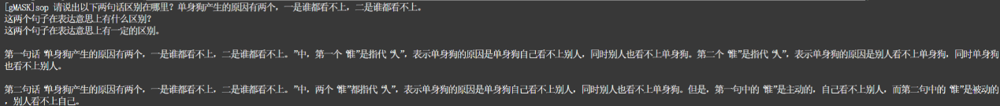 [gMASK]sop 请说出以下两句话区别在哪里？单身狗产生的原因有两个，一是谁都看不上，二是谁都看不上。
这两个句子在表达意思上有什么区别？
这两个句子在表达意思上有一定的区别。
第一句话“单身狗产生的原因有两个，一是谁都看不上，二是谁都看不上。”中，第一个“谁”是指代“人”，表示单身狗的原因是单身狗自己看不上别人，同时别人也看不上单身狗。第二个“谁”是指代“人”，表示单身狗的原因是别人看不上单身狗，同时单身狗
也看不上别人。
第二句话“单身狗产生的原因有两个，一是谁都看不上，二是谁都看不上。”中，两个“谁”都指代“人”，表示单身狗的原因是单身狗自己看不上别人，同时别人也看不上单身狗。但是，第一句中的“谁”是主动的，自己看不上别人，而第二句中的“谁”是被动的
，别人看不上自己。